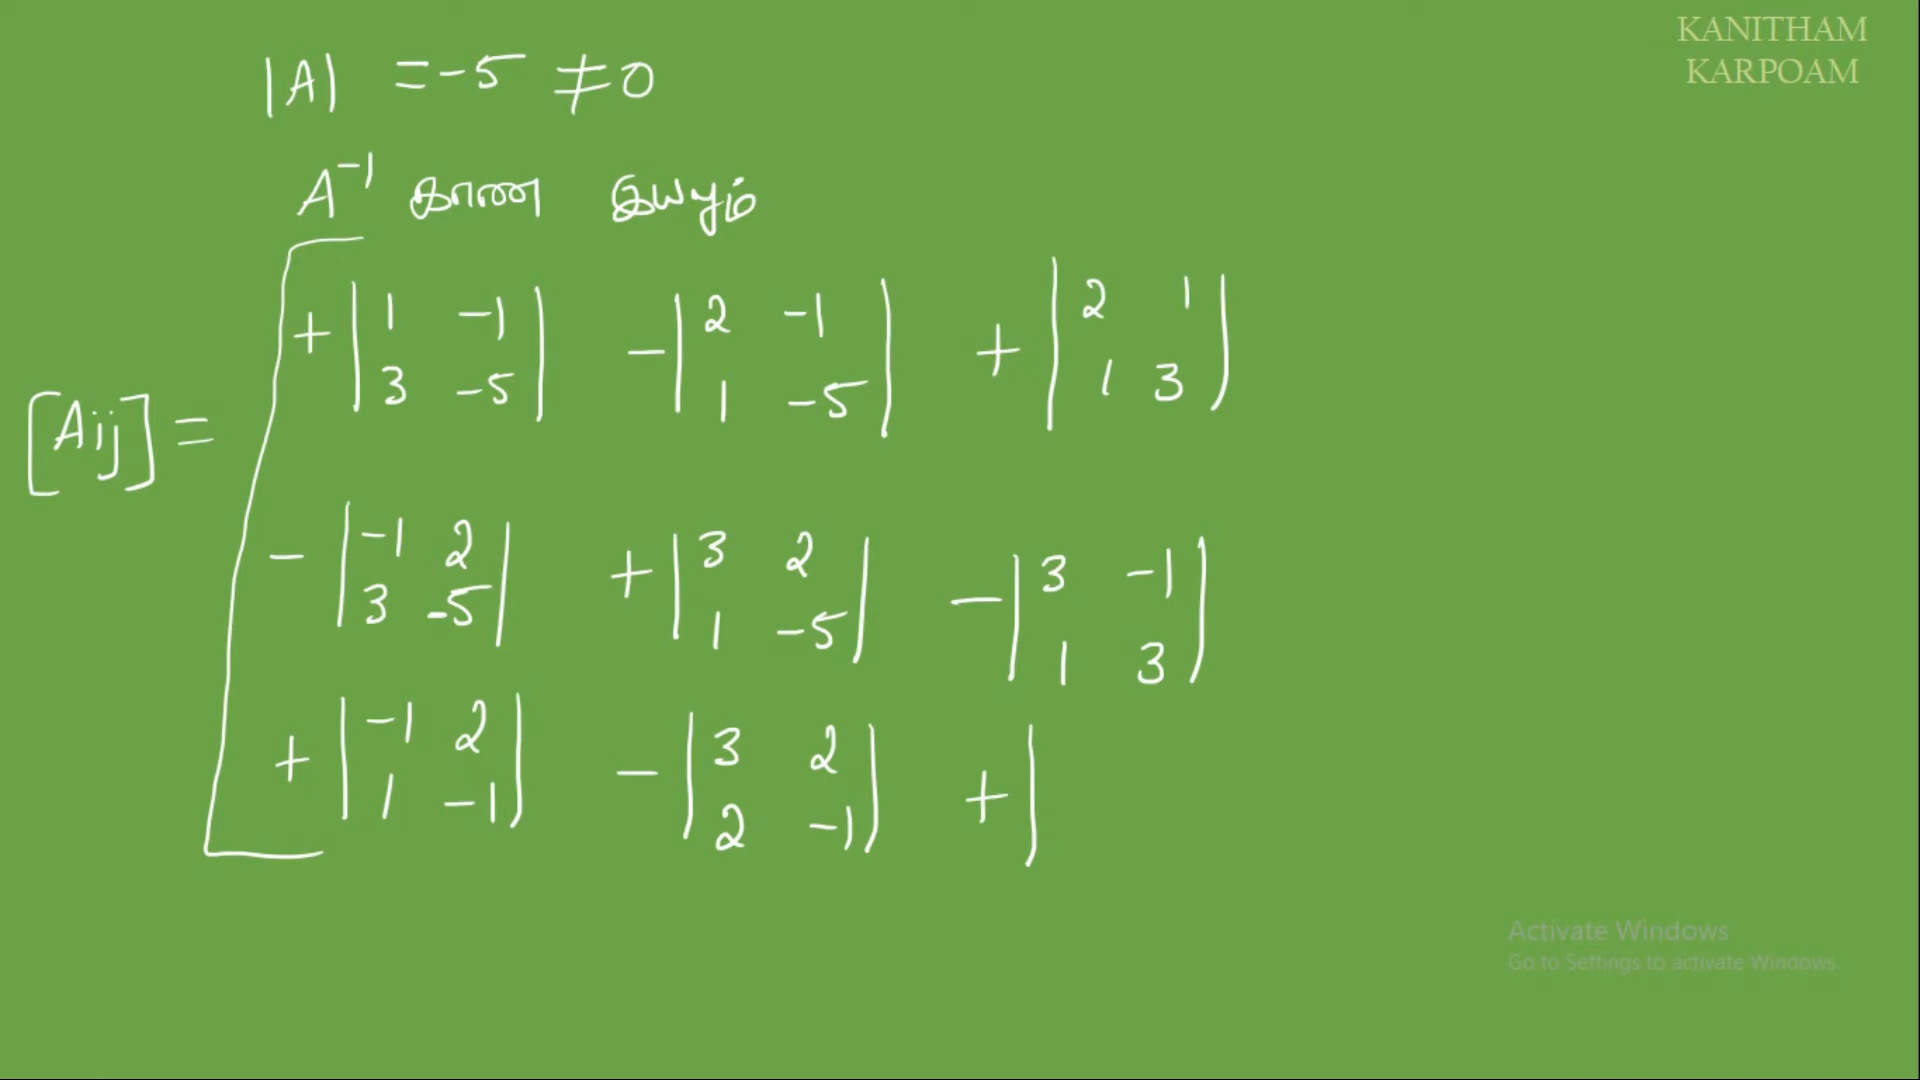 KANITHAM
KARPOAM
|A| = -5 ≠ 0
A⁻¹ காண இயலும்
[Aij] =
+ | 1 -1 | - | 2 -1 | + | 2 1 |
| 3 -5 | | 1 -5 | | 1 3 |
- | -1 2 | + | 3 2 | - | 3 -1 |
| 3 -5 | | 1 -5 | | 1 3 |
+ | -1 2 | - | 3 2 | + |
| 1 -1 | | 2 -1 |
Activate Windows
Go to Settings to activate Windows.